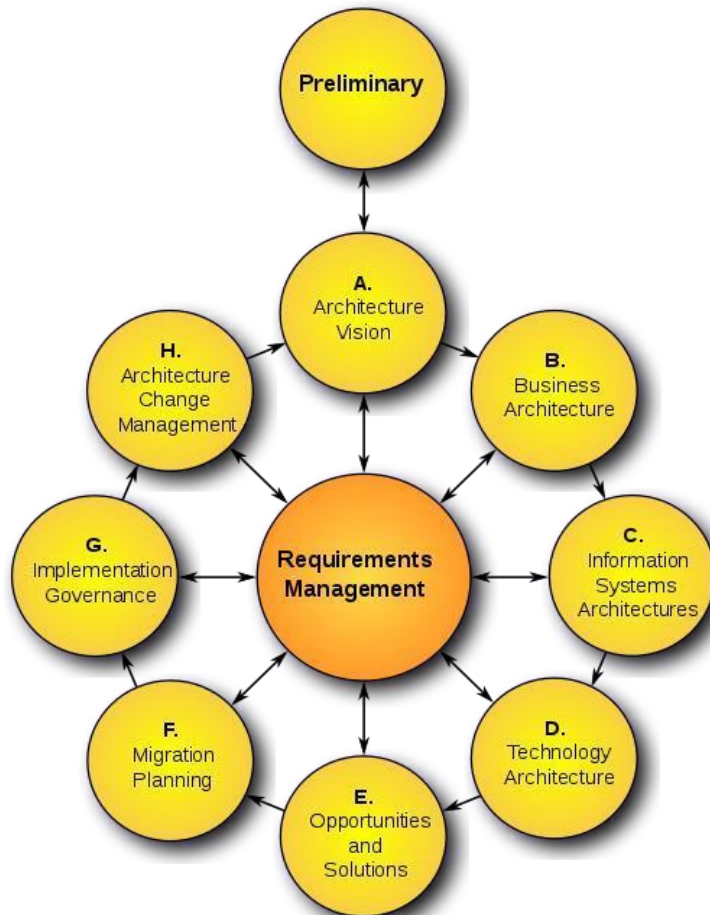 Preliminary
A.
Architecture
Vision
B.
Business
Architecture
C.
Information
Systems
Architectures
D.
Technology
Architecture
E.
Opportunities
and
Solutions
F.
Migration
Planning
G.
Implementation
Governance
H.
Architecture
Change
Management
Requirements
Management